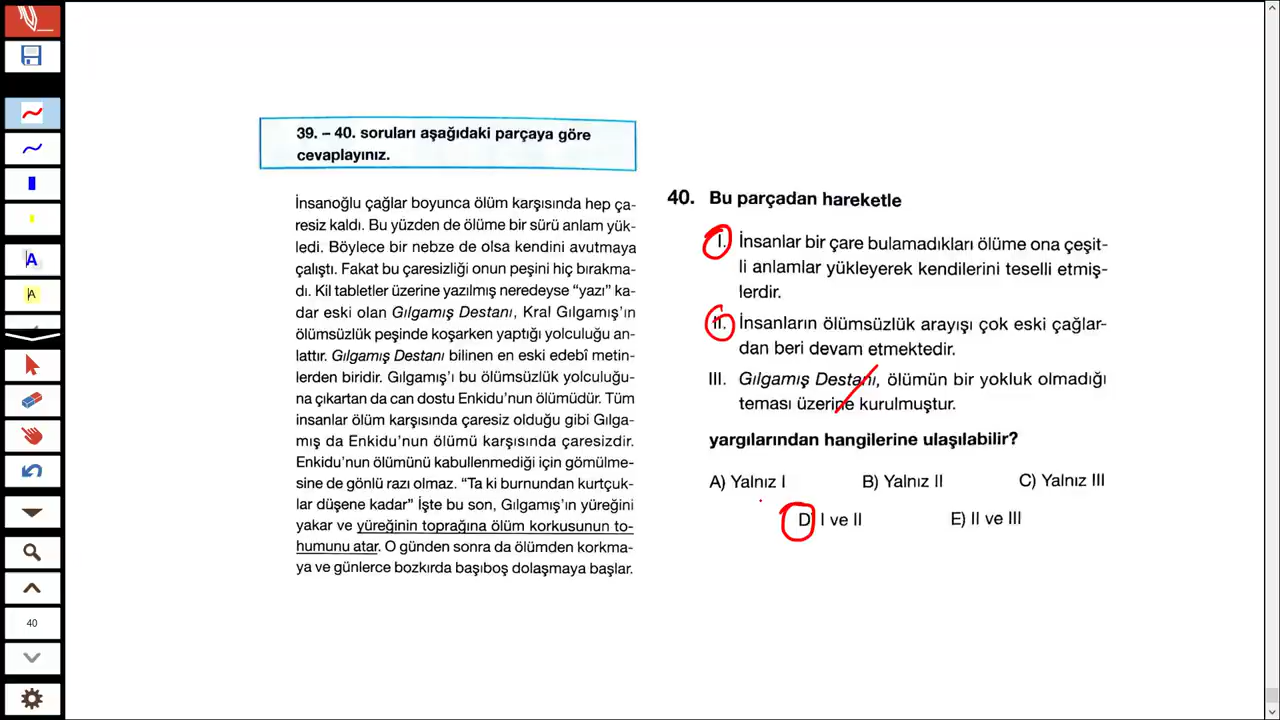 39. – 40. soruları aşağıdaki parçaya göre
cevaplayınız.
İnsanoğlu çağlar boyunca ölüm karşısında hep ça-
resiz kaldı. Bu yüzden de ölüme bir sürü anlam yük-
ledi. Böylece bir nebze de olsa kendini avutmaya
çalıştı. Fakat bu çaresizliği onun peşini hiç bırakma-
dı. Kil tabletler üzerine yazılmış neredeyse “yazı” ka-
dar eski olan Gılgamış Destanı, Kral Gılgamış’ın
ölümsüzlük peşinde koşarken yaptığı yolculuğu an-
lattır. Gılgamış Destanı bilinen en eski edebî metin-
lerden biridir. Gılgamış’ı bu ölümsüzlük yolculuğu-
na çıkartan da can dostu Enkidu’nun ölümüdür. Tüm
insanlar ölüm karşısında çaresiz olduğu gibi Gılga-
mış da Enkidu’nun ölümü karşısında çaresizdir.
Enkidu’nun ölümünü kabullenmediği için gömülme-
sine de gönlü razı olmaz. “Ta ki burnundan kurtçuk-
lar düşene kadar” İşte bu son, Gılgamış’ın yüreğini
yakar ve yüreğinin toprağına ölüm korkusunun to-
humunu atar. O günden sonra da ölümden korkma-
ya ve günlerce bozkırda başıboş dolaşmaya başlar.
40. Bu parçadan hareketle
I. İnsanlar bir çare bulamadıkları ölüme ona çeşit-
li anlamlar yükleyerek kendilerini teselli etmiş-
lerdir.
II. İnsanların ölümsüzlük arayışı çok eski çağlar-
dan beri devam etmektedir.
III. Gılgamış Destanı, ölümün bir yokluk olmadığı
teması üzerine kurulmuştur.
yargılarından hangilerine ulaşılabilir?
A) Yalnız I B) Yalnız II C) Yalnız III
D) I ve II E) II ve III
A
A
40